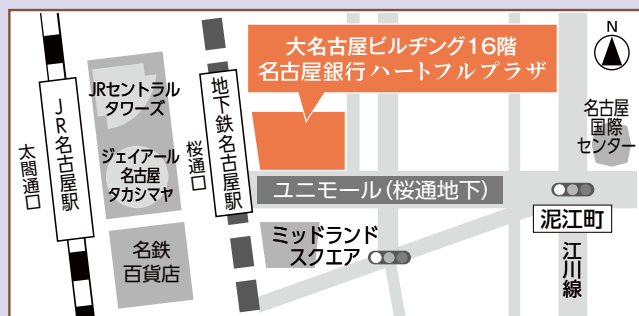 大名古屋ビルヂング16階
名古屋銀行 ハートフルプラザ
N
JRセントラル
タワーズ
JR名古屋駅
太閤通口
ジェイアール
名古屋
タカシマヤ
桜通口
地下鉄名古屋駅
名古屋
国際
センター
ユニモール(桜通地下)
泥江町
江川線
ミッドランド
スクエア
名鉄
百貨店